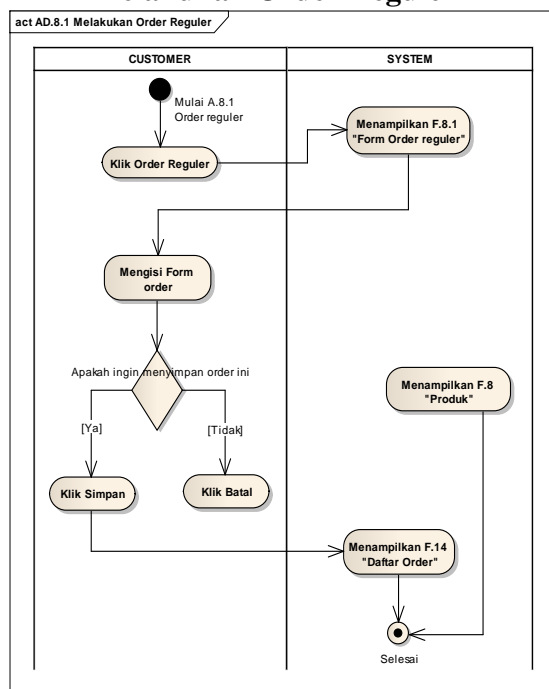 act AD.8.1 Melakukan Order Reguler
CUSTOMER
SYSTEM
Mulai A.8.1
Order reguler
Klik Order Reguler
Menampilkan F.8.1
"Form Order reguler"
Mengisi Form
order
Apakah ingin menyimpan order ini
[Ya]
[Tidak]
Menampilkan F.8
"Produk"
Klik Simpan
Klik Batal
Menampilkan F.14
"Daftar Order"
Selesai